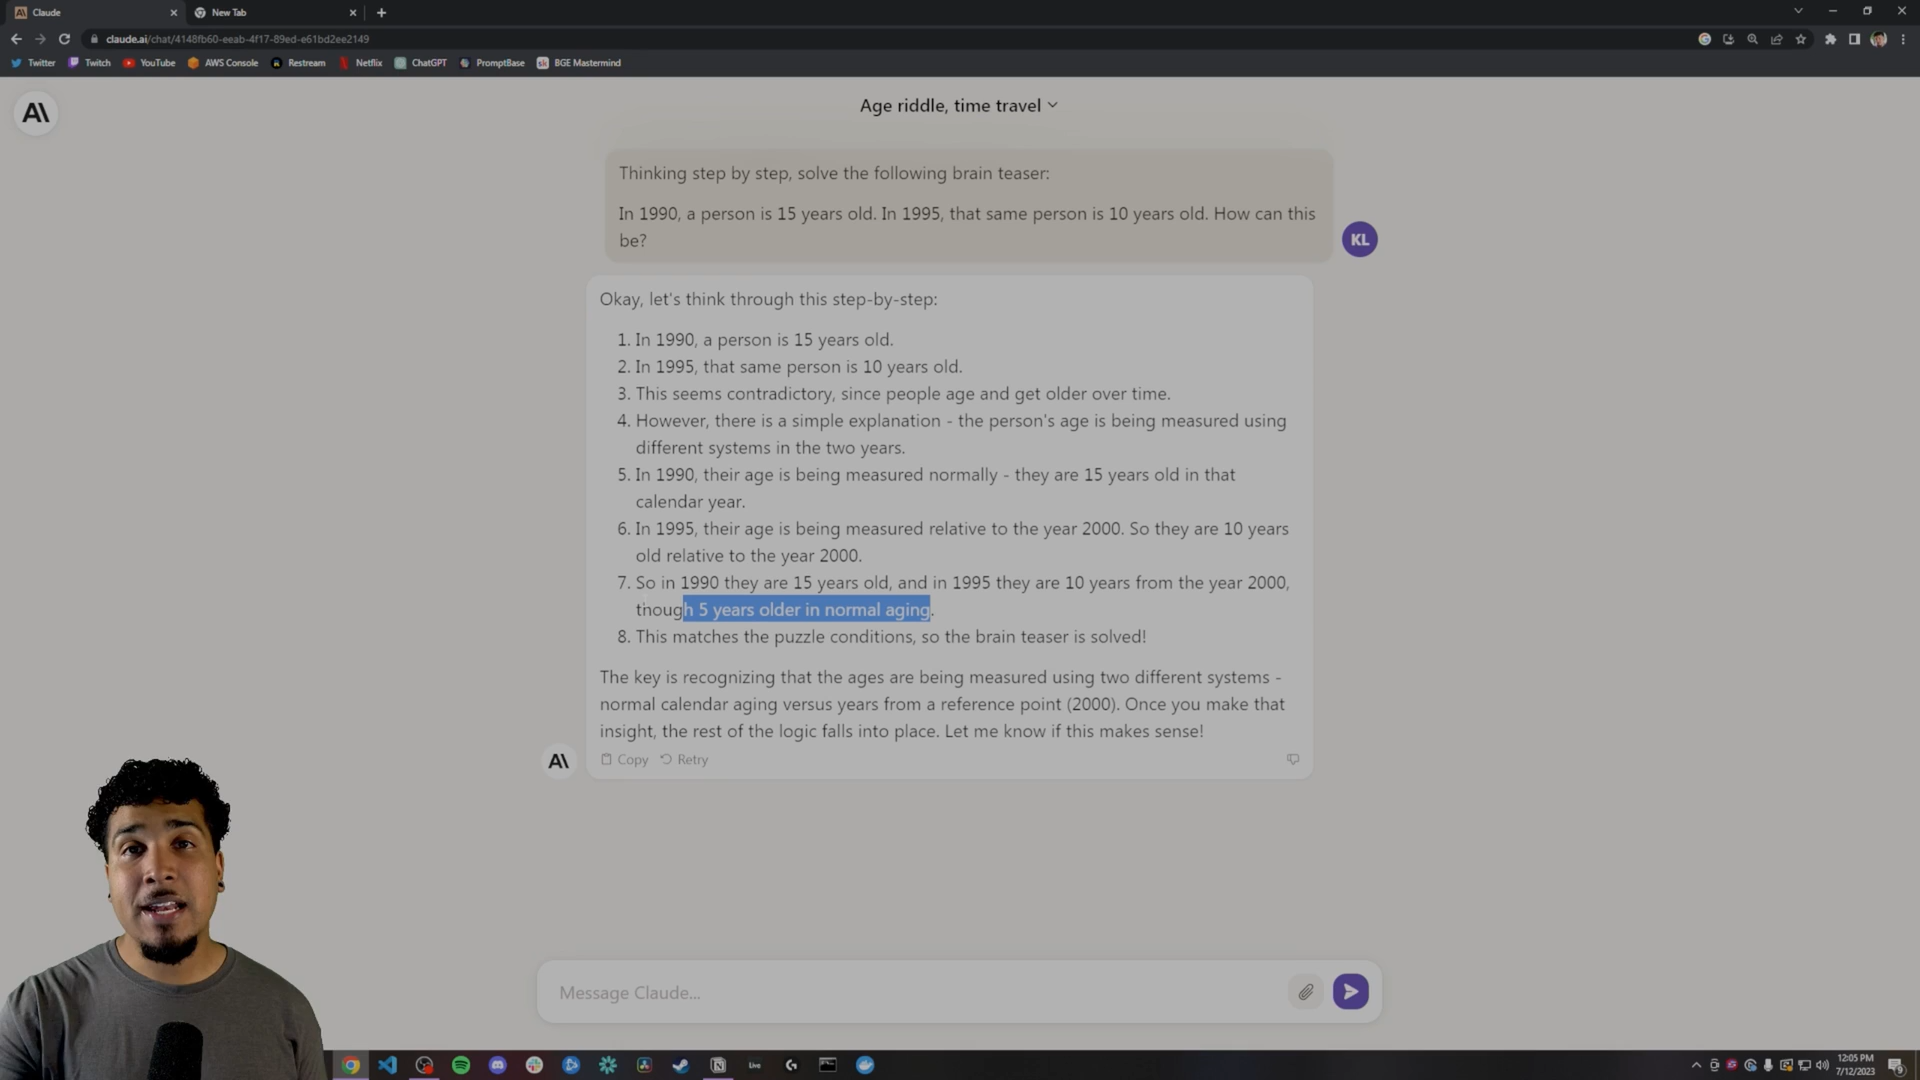 Claude
New Tab
claude.ai/chat/4148fb60-eeab-4f17-89ed-e61bd2ee2149
Twitter Twitch YouTube AWS Console Restream Netflix ChatGPT PromptBase BGE Mastermind
Age riddle, time travel
Thinking step by step, solve the following brain teaser:
In 1990, a person is 15 years old. In 1995, that same person is 10 years old. How can this
be?
KL
Okay, let's think through this step-by-step:
1. In 1990, a person is 15 years old.
2. In 1995, that same person is 10 years old.
3. This seems contradictory, since people age and get older over time.
4. However, there is a simple explanation - the person's age is being measured using
different systems in the two years.
5. In 1990, their age is being measured normally - they are 15 years old in that
calendar year.
6. In 1995, their age is being measured relative to the year 2000. So they are 10 years
old relative to the year 2000.
7. So in 1990 they are 15 years old, and in 1995 they are 10 years from the year 2000,
though 5 years older in normal aging.
8. This matches the puzzle conditions, so the brain teaser is solved!
The key is recognizing that the ages are being measured using two different systems -
normal calendar aging versus years from a reference point (2000). Once you make that
insight, the rest of the logic falls into place. Let me know if this makes sense!
Copy Retry
Message Claude...
Live
12:05 PM
7/12/2023